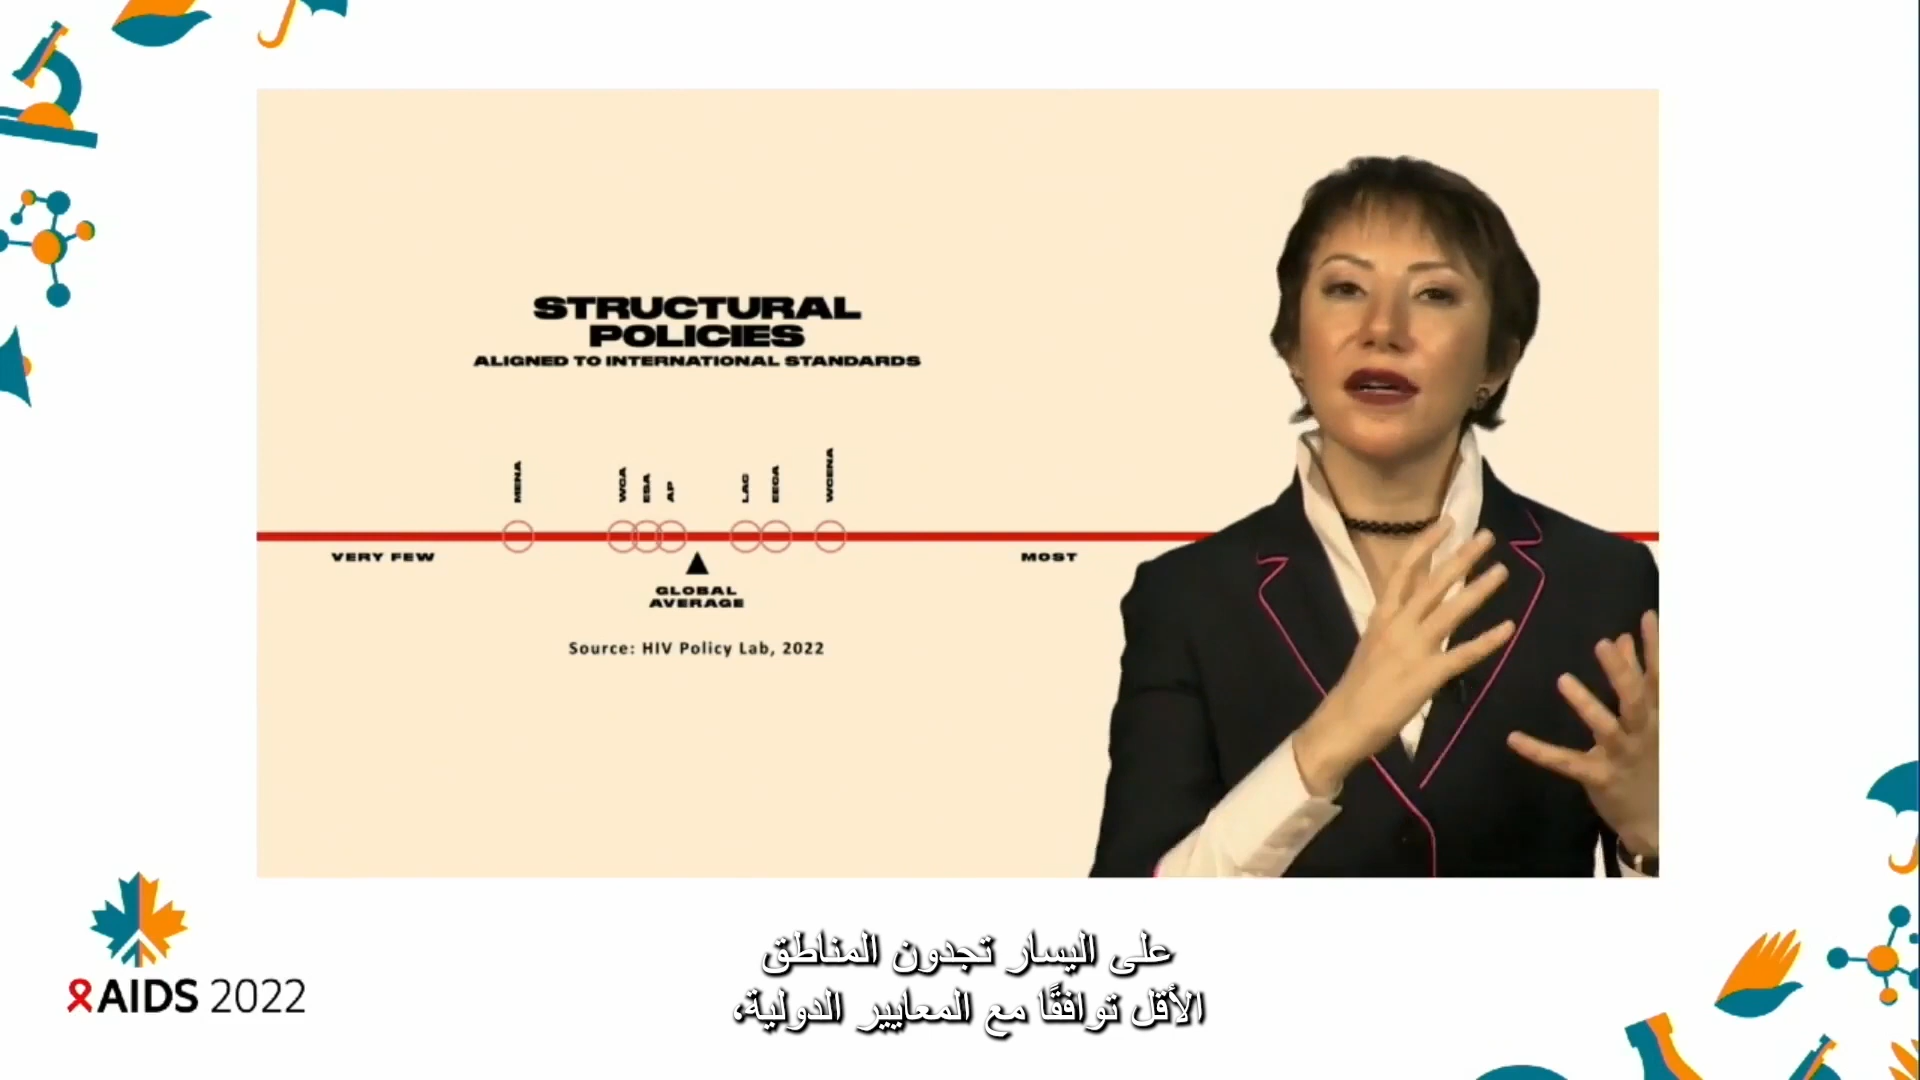 STRUCTURAL
POLICIES
ALIGNED TO INTERNATIONAL STANDARDS
MENA
WCA
ESA
AP
LAC
EECA
WCENA
VERY FEW
MOST
GLOBAL
AVERAGE
Source: HIV Policy Lab, 2022
على اليسار تجدون المناطق
الأقل توافقًا مع المعايير الدولية،
AIDS 2022